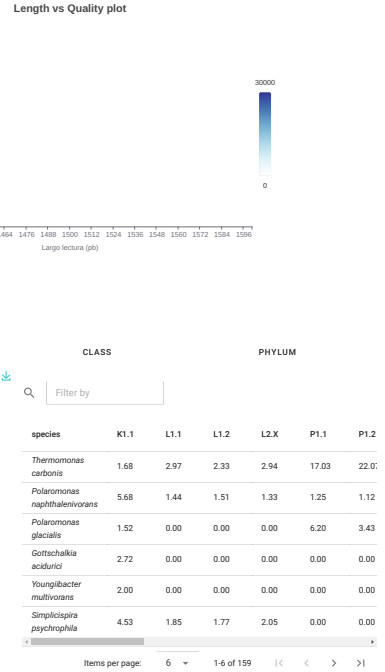 Length vs Quality plot
30000
0
1476 1488 1500 1512 1524 1536 1548 1560 1572 1584 1596
Largo lectura (pb)
CLASS PHYLUM
Filter by
species K1.1 L1.1 L1.2 L2.X P1.1 P1.2
Thermomonas
carbonis 1.68 2.97 2.33 2.94 17.03 22.07
Polaromonas
naphthalenivorans 5.68 1.44 1.51 1.33 1.25 1.12
Polaromonas
glacialis 1.52 0.00 0.00 0.00 6.20 3.43
Gottschalkia
acidurici 2.72 0.00 0.00 0.00 0.00 0.00
Youngiibacter
multivorans 2.00 0.00 0.00 0.00 0.00 0.00
Simplicispira
psychrophila 4.53 1.85 1.77 2.05 0.00 0.00
Items per page: 6 1-6 of 159